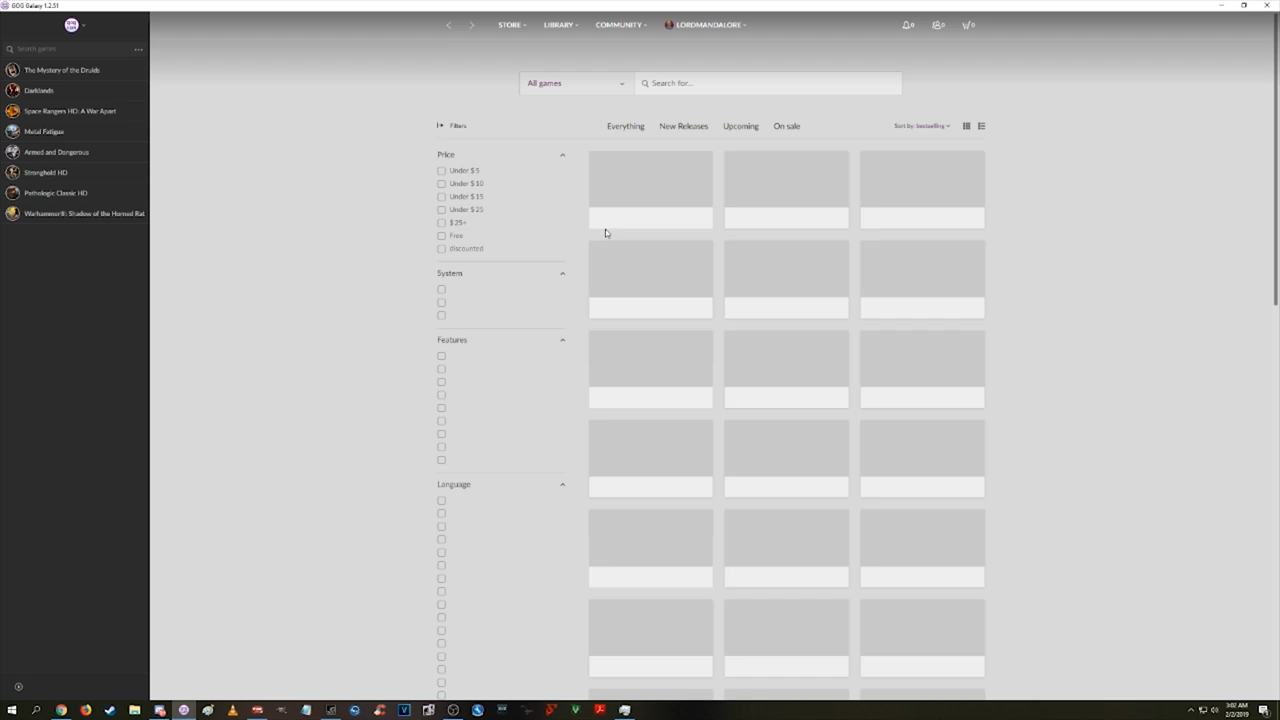 GOG Galaxy 1.2.51
STORE LIBRARY COMMUNITY LORDMANDALORE 0 0 0
Search games
The Mystery of the Druids
Darklands
Space Rangers HD: A War Apart
Metal Fatigue
Armed and Dangerous
Stronghold HD
Pathologic Classic HD
Warhammer®: Shadow of the Horned Rat
All games Search for...
Filters Everything New Releases Upcoming On sale Sort by: bestselling
Price
Under $ 5
Under $ 10
Under $ 15
Under $ 25
$ 25+
Free
discounted
System
Features
Language
3:02 AM
2/2/2019